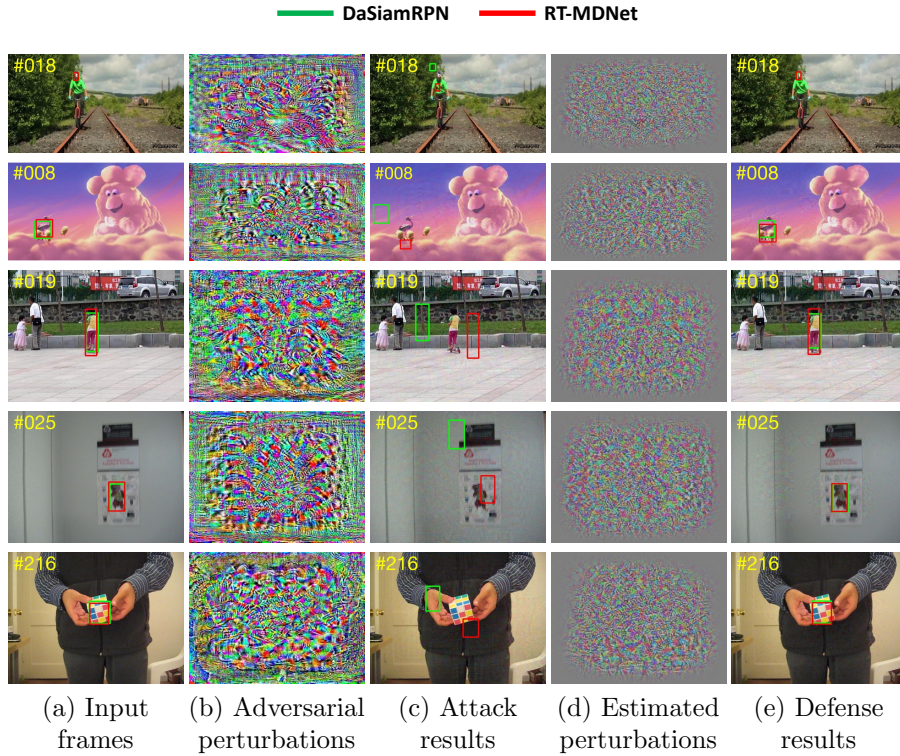 DaSiamRPN RT-MDNet
#018 #018 #018
#008 #008 #008
#019 #019 #019
#025 #025 #025
#216 #216 #216
(a) Input (b) Adversarial (c) Attack (d) Estimated (e) Defense
frames perturbations results perturbations results